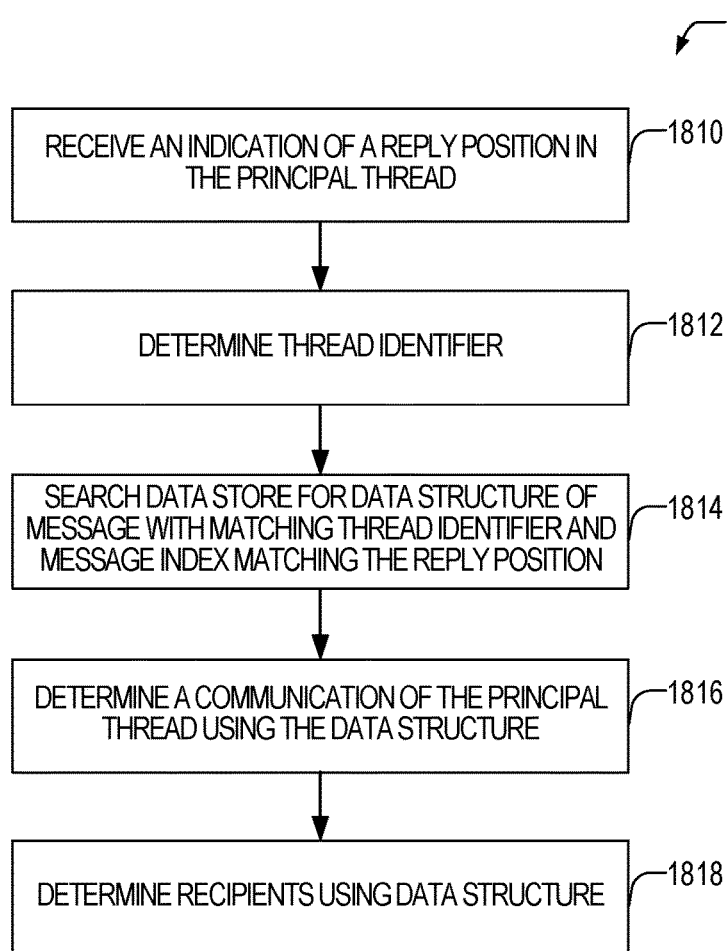 RECEIVE AN INDICATION OF A REPLY POSITION IN
THE PRINCIPAL THREAD
1810
DETERMINE THREAD IDENTIFIER
1812
SEARCH DATA STORE FOR DATA STRUCTURE OF
MESSAGE WITH MATCHING THREAD IDENTIFIER AND
MESSAGE INDEX MATCHING THE REPLY POSITION
1814
DETERMINE A COMMUNICATION OF THE PRINCIPAL
THREAD USING THE DATA STRUCTURE
1816
DETERMINE RECIPIENTS USING DATA STRUCTURE
1818